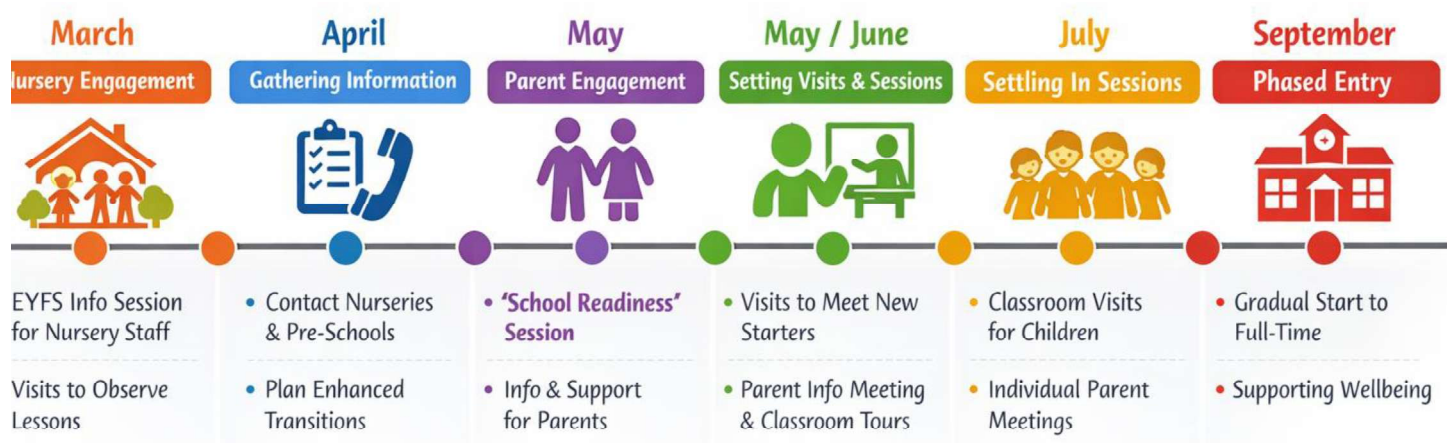 March
April
May
May / June
July
September
Nursery Engagement
Gathering Information
Parent Engagement
Setting Visits & Sessions
Settling In Sessions
Phased Entry
EYFS Info Session
for Nursery Staff
Visits to Observe
Lessons
• Contact Nurseries
& Pre-Schools
• Plan Enhanced
Transitions
• 'School Readiness'
Session
• Info & Support
for Parents
• Visits to Meet New
Starters
• Parent Info Meeting
& Classroom Tours
• Classroom Visits
for Children
• Individual Parent
Meetings
• Gradual Start to
Full-Time
• Supporting Wellbeing